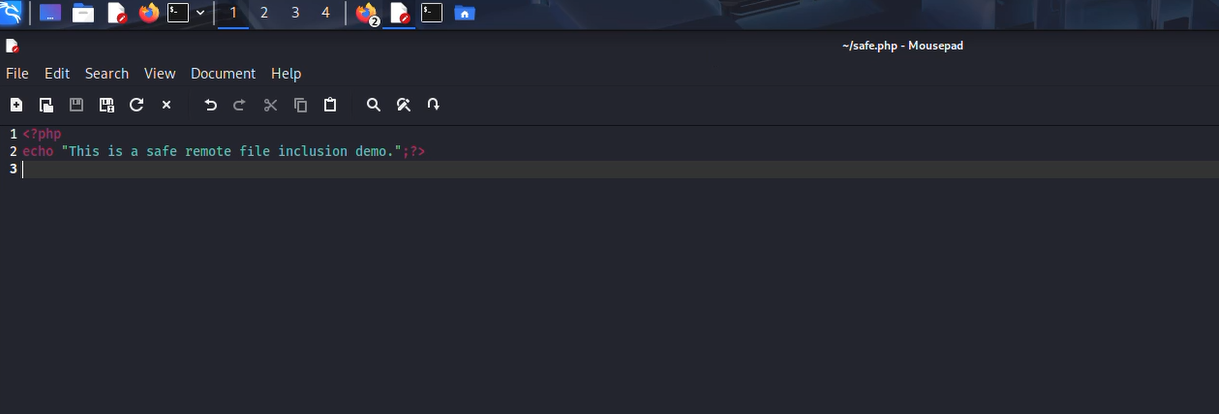 1 2 3 4 2
~/safe.php - Mousepad
File Edit Search View Document Help
1 <?php
2 echo "This is a safe remote file inclusion demo.";?>
3